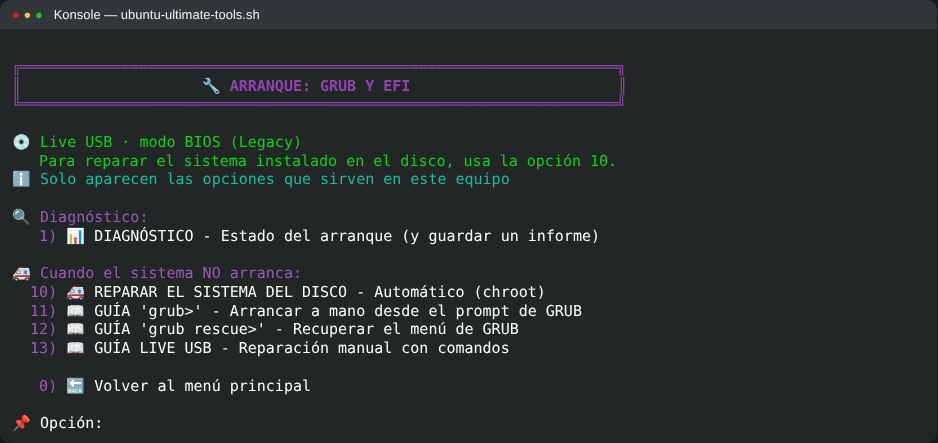 Konsole — ubuntu-ultimate-tools.sh
🔧 ARRANQUE: GRUB Y EFI
💿 Live USB · modo BIOS (Legacy)
Para reparar el sistema instalado en el disco, usa la opción 10.
ℹ️ Solo aparecen las opciones que sirven en este equipo
🔍 Diagnóstico:
1) 📊 DIAGNÓSTICO - Estado del arranque (y guardar un informe)
🚑 Cuando el sistema NO arranca:
10) 🚑 REPARAR EL SISTEMA DEL DISCO - Automático (chroot)
11) 📖 GUÍA 'grub>' - Arrancar a mano desde el prompt de GRUB
12) 📖 GUÍA 'grub rescue>' - Recuperar el menú de GRUB
13) 📖 GUÍA LIVE USB - Reparación manual con comandos
0) 🔙 Volver al menú principal
📌 Opción: